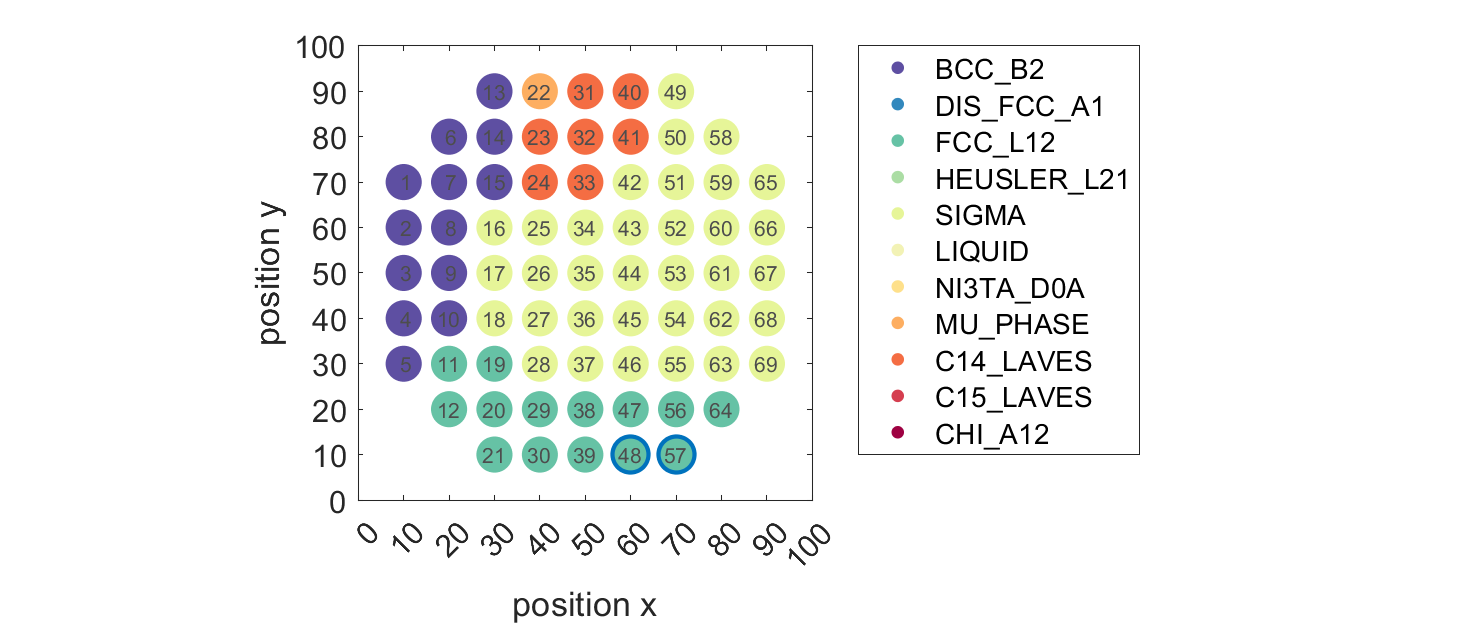 100
90
80
70
60
50
40
30
20
10
0
position y
13 22 31 40 49
6 14 23 32 41 50 58
1 7 15 24 33 42 51 59 65
2 8 16 25 34 43 52 60 66
3 9 17 26 35 44 53 61 67
4 10 18 27 36 45 54 62 68
5 11 19 28 37 46 55 63 69
12 20 29 38 47 56 64
21 30 39 48 57
0 10 20 30 40 50 60 70 80 90 100
position x
BCC_B2
DIS_FCC_A1
FCC_L12
HEUSLER_L21
SIGMA
LIQUID
NI3TA_D0A
MU_PHASE
C14_LAVES
C15_LAVES
CHI_A12